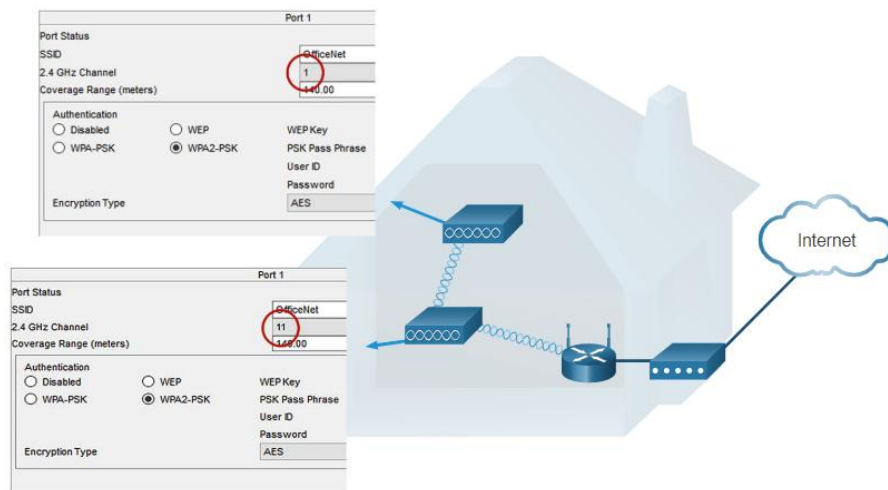 Port 1
Port Status
SSID OfficeNet
2.4 GHz Channel 1
Coverage Range (meters) 140.00
Authentication
Disabled WEP WEP Key
WPA-PSK WPA2-PSK PSK Pass Phrase
User ID
Password
Encryption Type AES
Internet
Port 1
Port Status
SSID OfficeNet
2.4 GHz Channel 11
Coverage Range (meters) 140.00
Authentication
Disabled WEP WEP Key
WPA-PSK WPA2-PSK PSK Pass Phrase
User ID
Password
Encryption Type AES